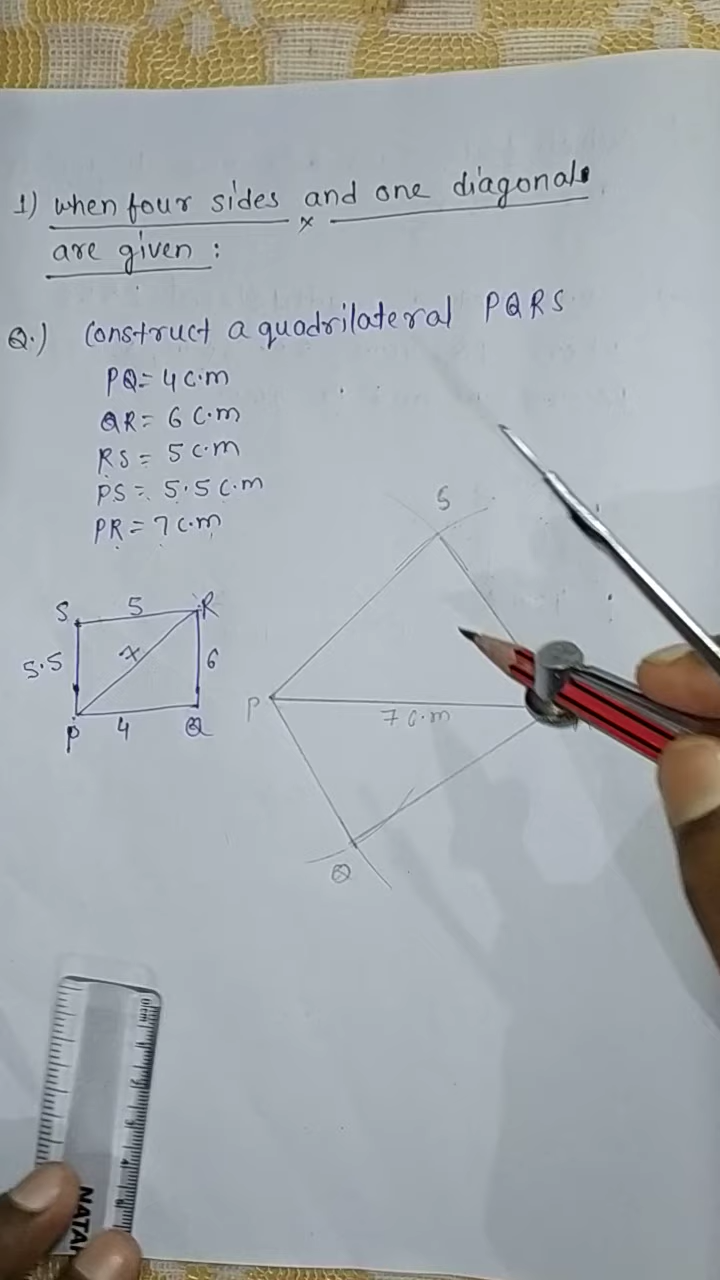 1) when four sides and one diagonal
are given :
Q.) Construct a quadrilateral PQRS
PQ = 4 c.m
QR = 6 c.m
RS = 5 c.m
PS = 5.5 c.m
PR = 7 c.m
S 5 R
5.5 7 6
P 4 Q
S
P 7 c.m
Q